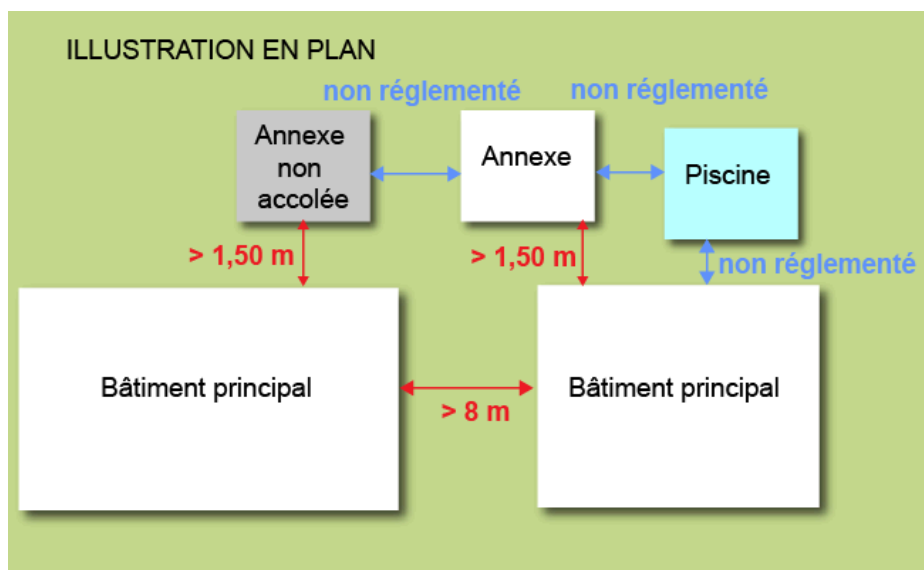 ILLUSTRATION EN PLAN
non réglementé
non réglementé
Annexe
non
accolée
Annexe
Piscine
> 1,50 m
> 1,50 m
non réglementé
Bâtiment principal
Bâtiment principal
> 8 m